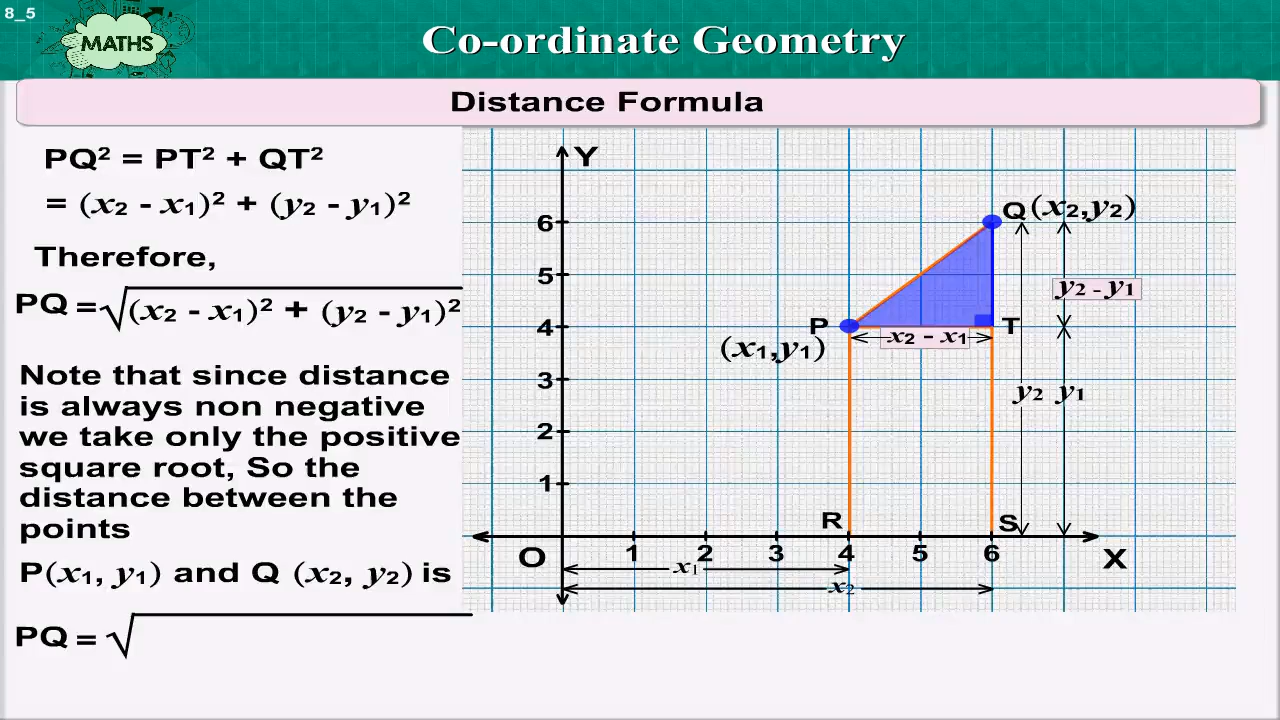 8_5
MATHS
Co-ordinate Geometry
Distance Formula
PQ² = PT² + QT²
= (x₂ - x₁)² + (y₂ - y₁)²
Therefore,
PQ = √(x₂ - x₁)² + (y₂ - y₁)²
Note that since distance
is always non negative
we take only the positive
square root, So the
distance between the
points
P(x₁, y₁) and Q (x₂, y₂) is
PQ = √
Y
Q (x₂,y₂)
6
5
y₂ - y₁
4
P
T
x₂ - x₁
(x₁,y₁)
3
y₂ y₁
2
1
R
S
O
1 2 3 4 5 6
X
x₁
x₂